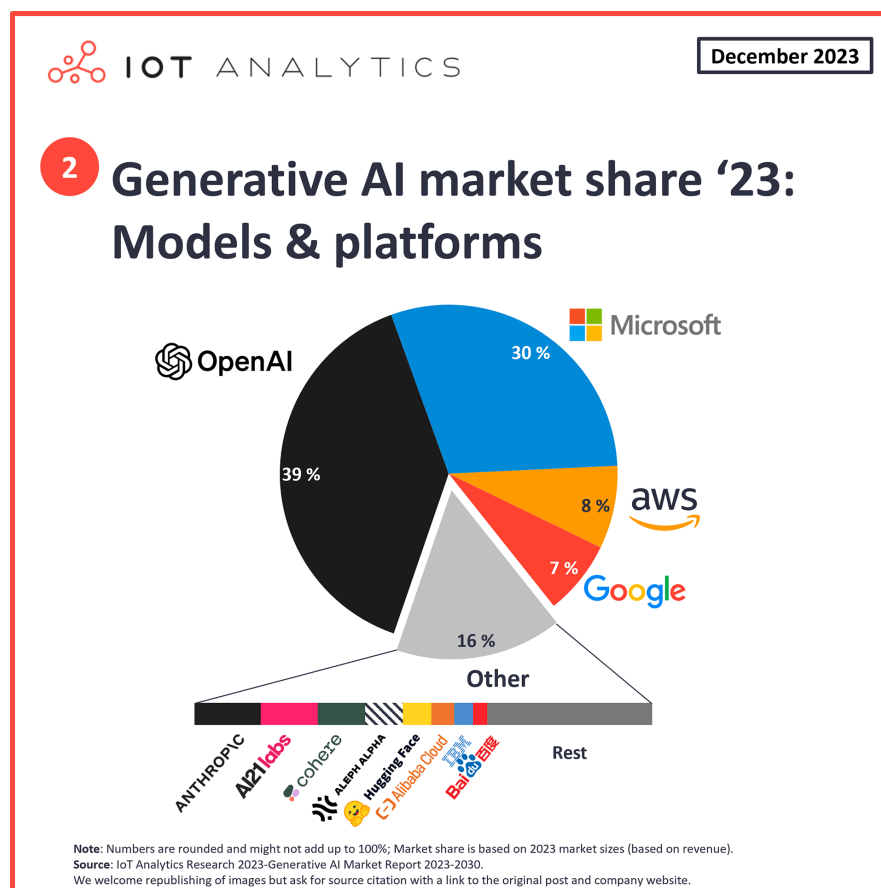 IOT ANALYTICS
December 2023
2
Generative AI market share ‘23:
Models & platforms
Microsoft
30 %
OpenAI
39 %
aws
8 %
7 %
Google
16 %
Other
ANTHROP\C
AI21labs
cohere
ALEPH ALPHA
Hugging Face
Alibaba Cloud
IBM
Bai du 百度
Rest
Note: Numbers are rounded and might not add up to 100%; Market share is based on 2023 market sizes (based on revenue).
Source: IoT Analytics Research 2023-Generative AI Market Report 2023-2030.
We welcome republishing of images but ask for source citation with a link to the original post and company website.